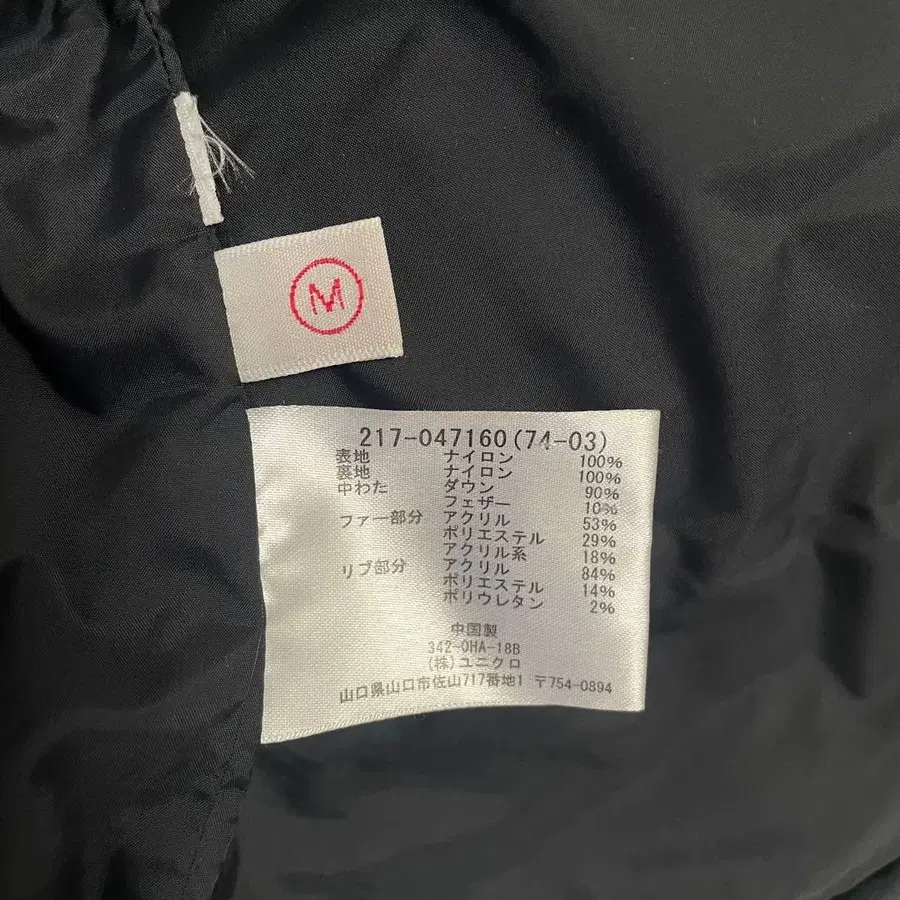 M
217-047160(74-03)
表地 ナイロン 100%
裏地 ナイロン 100%
中わた ダウン 90%
フェザー 10%
ファー部分 アクリル 53%
ポリエステル 29%
アクリル系 18%
リブ部分 アクリル 84%
ポリエステル 14%
ポリウレタン 2%
中国製
342-OHA-18B
(株)ユニクロ
山口県山口市佐山717番地1 〒754-0894